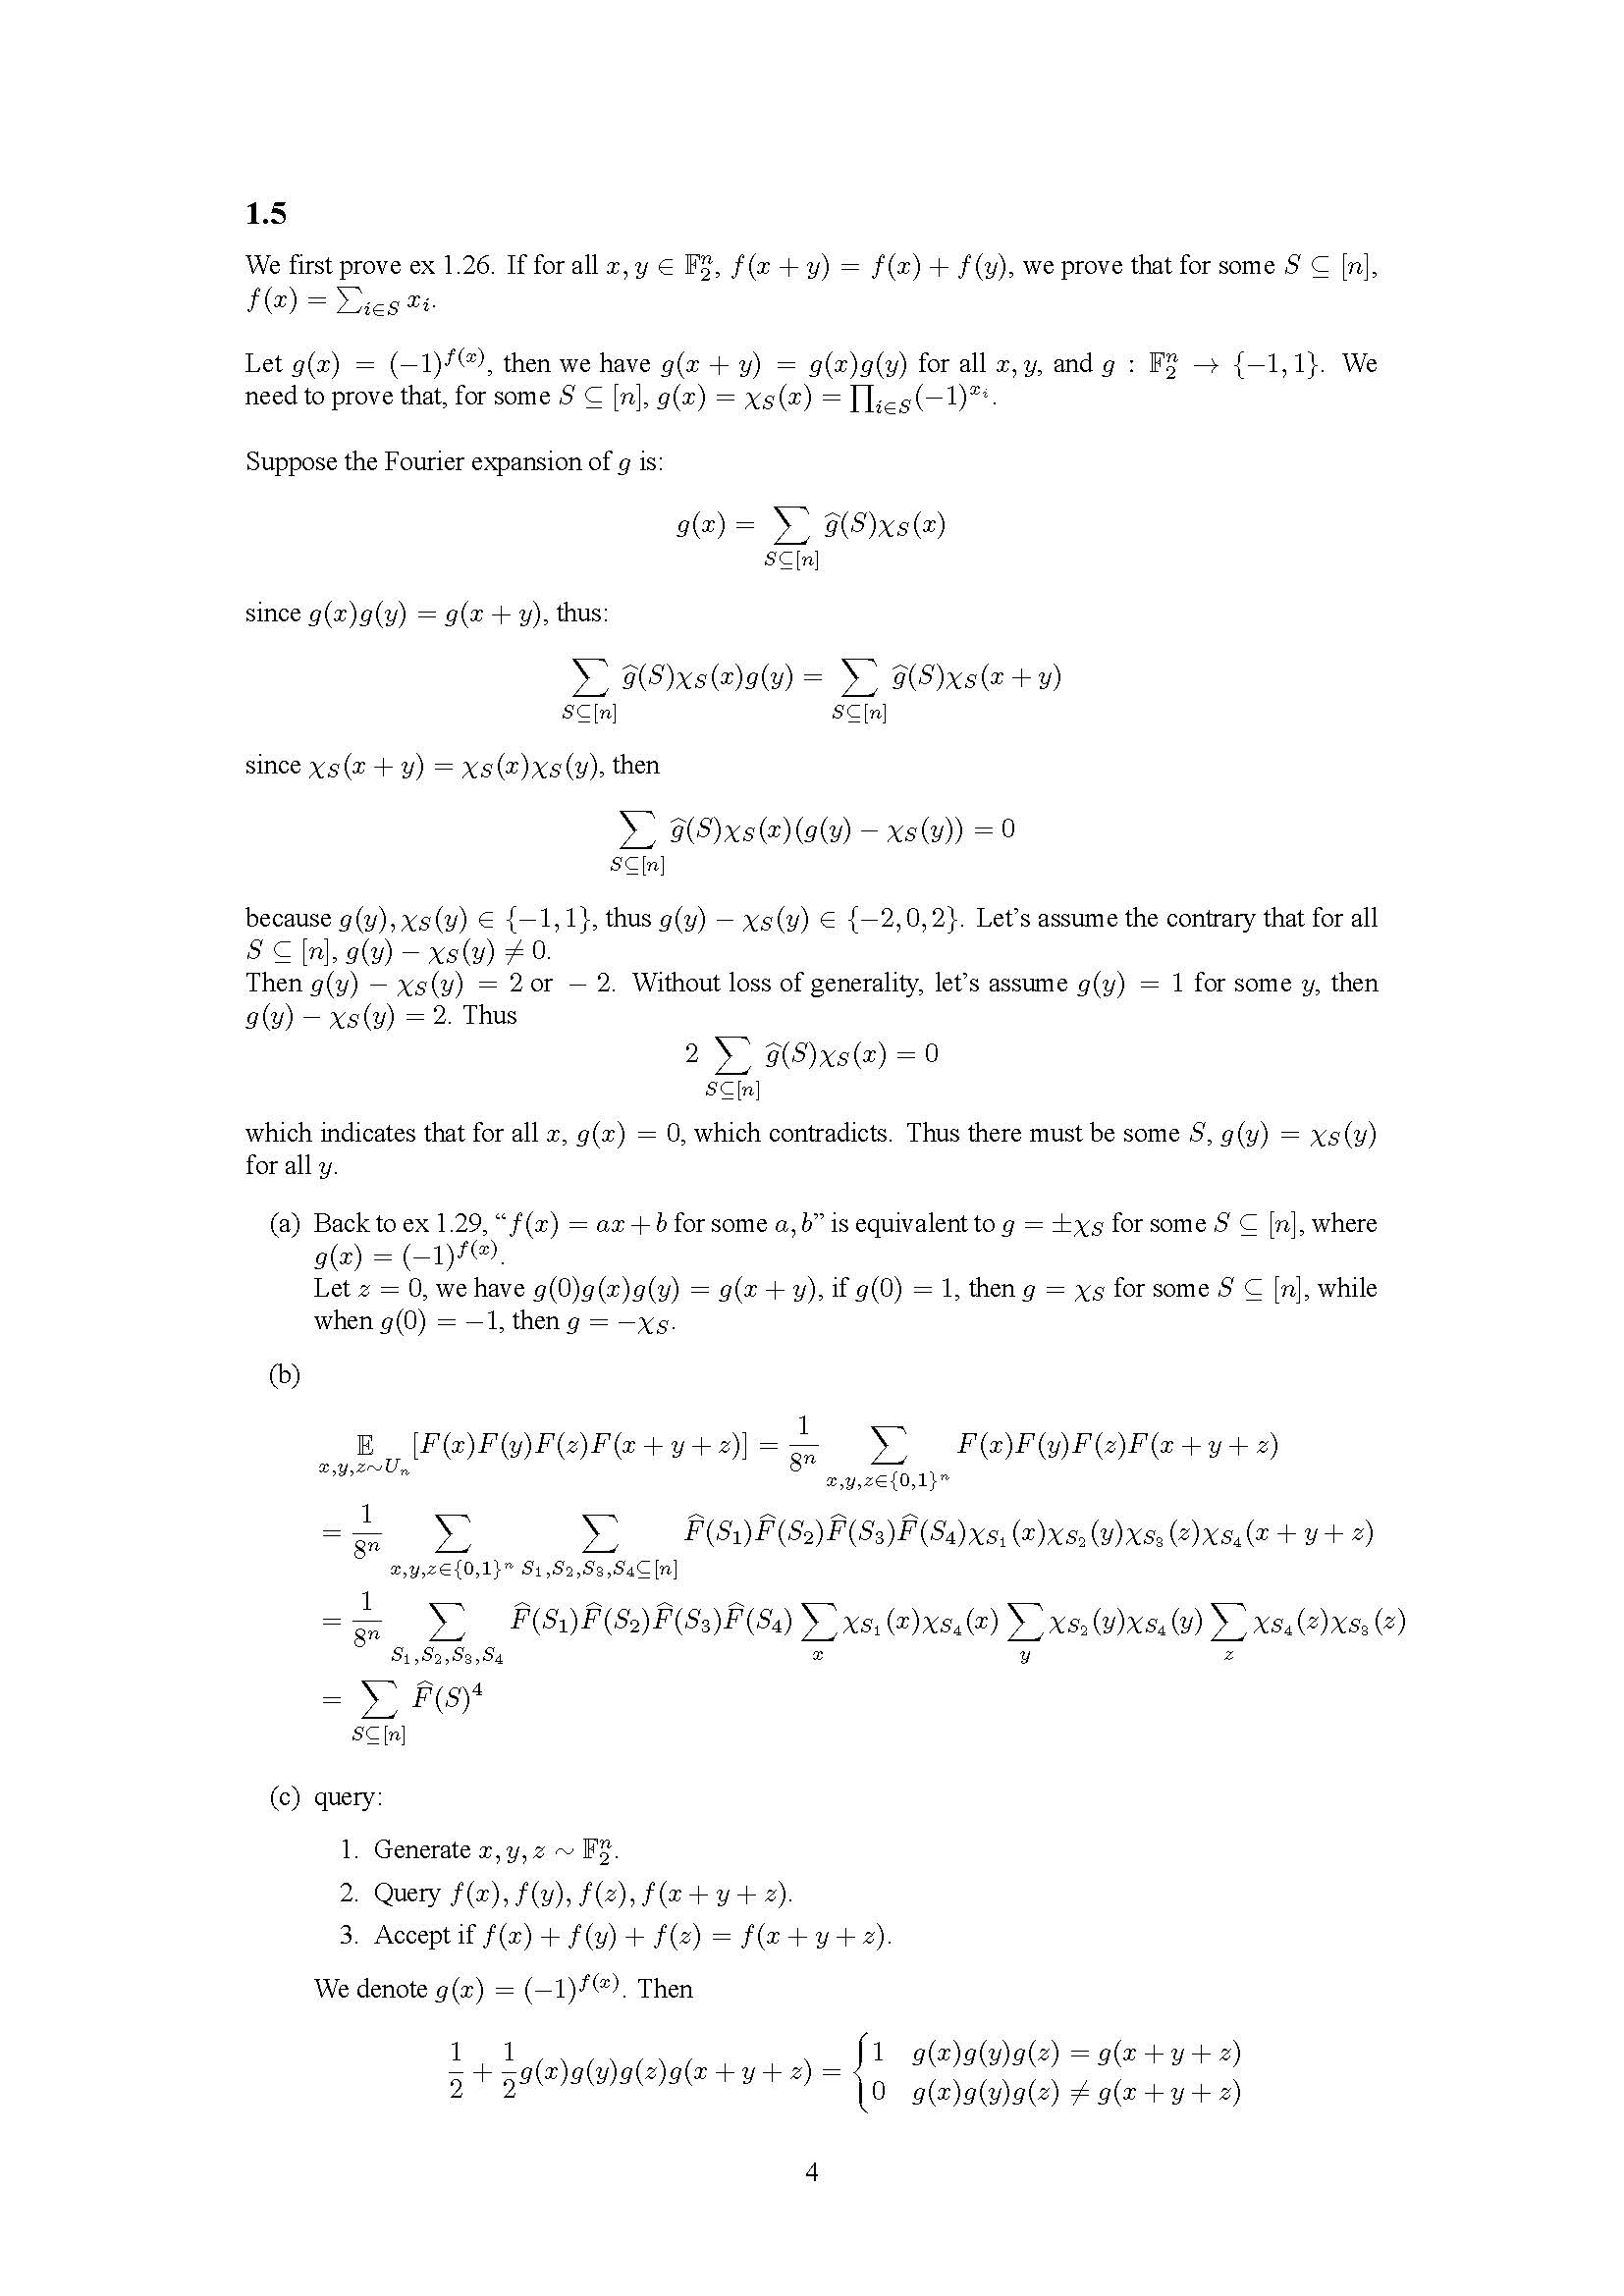 1.5
We first prove ex 1.26. If for all $x, y \in \mathbb{F}_2^n$, $f(x + y) = f(x) + f(y)$, we prove that for some $S \subseteq [n]$,
$f(x) = \sum_{i \in S} x_i$.
Let $g(x) = (-1)^{f(x)}$, then we have $g(x + y) = g(x)g(y)$ for all $x, y$, and $g : \mathbb{F}_2^n \to \{-1, 1\}$. We
need to prove that, for some $S \subseteq [n]$, $g(x) = \chi_S(x) = \prod_{i \in S} (-1)^{x_i}$.
Suppose the Fourier expansion of $g$ is:
$g(x) = \sum_{S \subseteq [n]} \widehat{g}(S) \chi_S(x)$
since $g(x)g(y) = g(x + y)$, thus:
$\sum_{S \subseteq [n]} \widehat{g}(S) \chi_S(x) g(y) = \sum_{S \subseteq [n]} \widehat{g}(S) \chi_S(x + y)$
since $\chi_S(x + y) = \chi_S(x) \chi_S(y)$, then
$\sum_{S \subseteq [n]} \widehat{g}(S) \chi_S(x) (g(y) - \chi_S(y)) = 0$
because $g(y), \chi_S(y) \in \{-1, 1\}$, thus $g(y) - \chi_S(y) \in \{-2, 0, 2\}$. Let's assume the contrary that for all
$S \subseteq [n]$, $g(y) - \chi_S(y) \neq 0$.
Then $g(y) - \chi_S(y) = 2$ or $-2$. Without loss of generality, let's assume $g(y) = 1$ for some $y$, then
$g(y) - \chi_S(y) = 2$. Thus
$2 \sum_{S \subseteq [n]} \widehat{g}(S) \chi_S(x) = 0$
which indicates that for all $x$, $g(x) = 0$, which contradicts. Thus there must be some $S$, $g(y) = \chi_S(y)$
for all $y$.
(a) Back to ex 1.29, “$f(x) = ax + b$ for some $a, b$” is equivalent to $g = \pm \chi_S$ for some $S \subseteq [n]$, where
$g(x) = (-1)^{f(x)}$.
Let $z = 0$, we have $g(0)g(x)g(y) = g(x + y)$, if $g(0) = 1$, then $g = \chi_S$ for some $S \subseteq [n]$, while
when $g(0) = -1$, then $g = -\chi_S$.
(b)
$\mathbb{E}_{x,y,z \sim U_n} [F(x)F(y)F(z)F(x + y + z)] = \frac{1}{8^n} \sum_{x,y,z \in \{0,1\}^n} F(x)F(y)F(z)F(x + y + z)$
$= \frac{1}{8^n} \sum_{x,y,z \in \{0,1\}^n} \sum_{S_1,S_2,S_3,S_4 \subseteq [n]} \widehat{F}(S_1)\widehat{F}(S_2)\widehat{F}(S_3)\widehat{F}(S_4) \chi_{S_1}(x) \chi_{S_2}(y) \chi_{S_3}(z) \chi_{S_4}(x + y + z)$
$= \frac{1}{8^n} \sum_{S_1,S_2,S_3,S_4} \widehat{F}(S_1)\widehat{F}(S_2)\widehat{F}(S_3)\widehat{F}(S_4) \sum_x \chi_{S_1}(x) \chi_{S_4}(x) \sum_y \chi_{S_2}(y) \chi_{S_4}(y) \sum_z \chi_{S_4}(z) \chi_{S_3}(z)$
$= \sum_{S \subseteq [n]} \widehat{F}(S)^4$
(c) query:
1. Generate $x, y, z \sim \mathbb{F}_2^n$.
2. Query $f(x), f(y), f(z), f(x + y + z)$.
3. Accept if $f(x) + f(y) + f(z) = f(x + y + z)$.
We denote $g(x) = (-1)^{f(x)}$. Then
$\frac{1}{2} + \frac{1}{2} g(x)g(y)g(z)g(x + y + z) = \begin{cases} 1 & g(x)g(y)g(z) = g(x + y + z) \\ 0 & g(x)g(y)g(z) \neq g(x + y + z) \end{cases}$
4